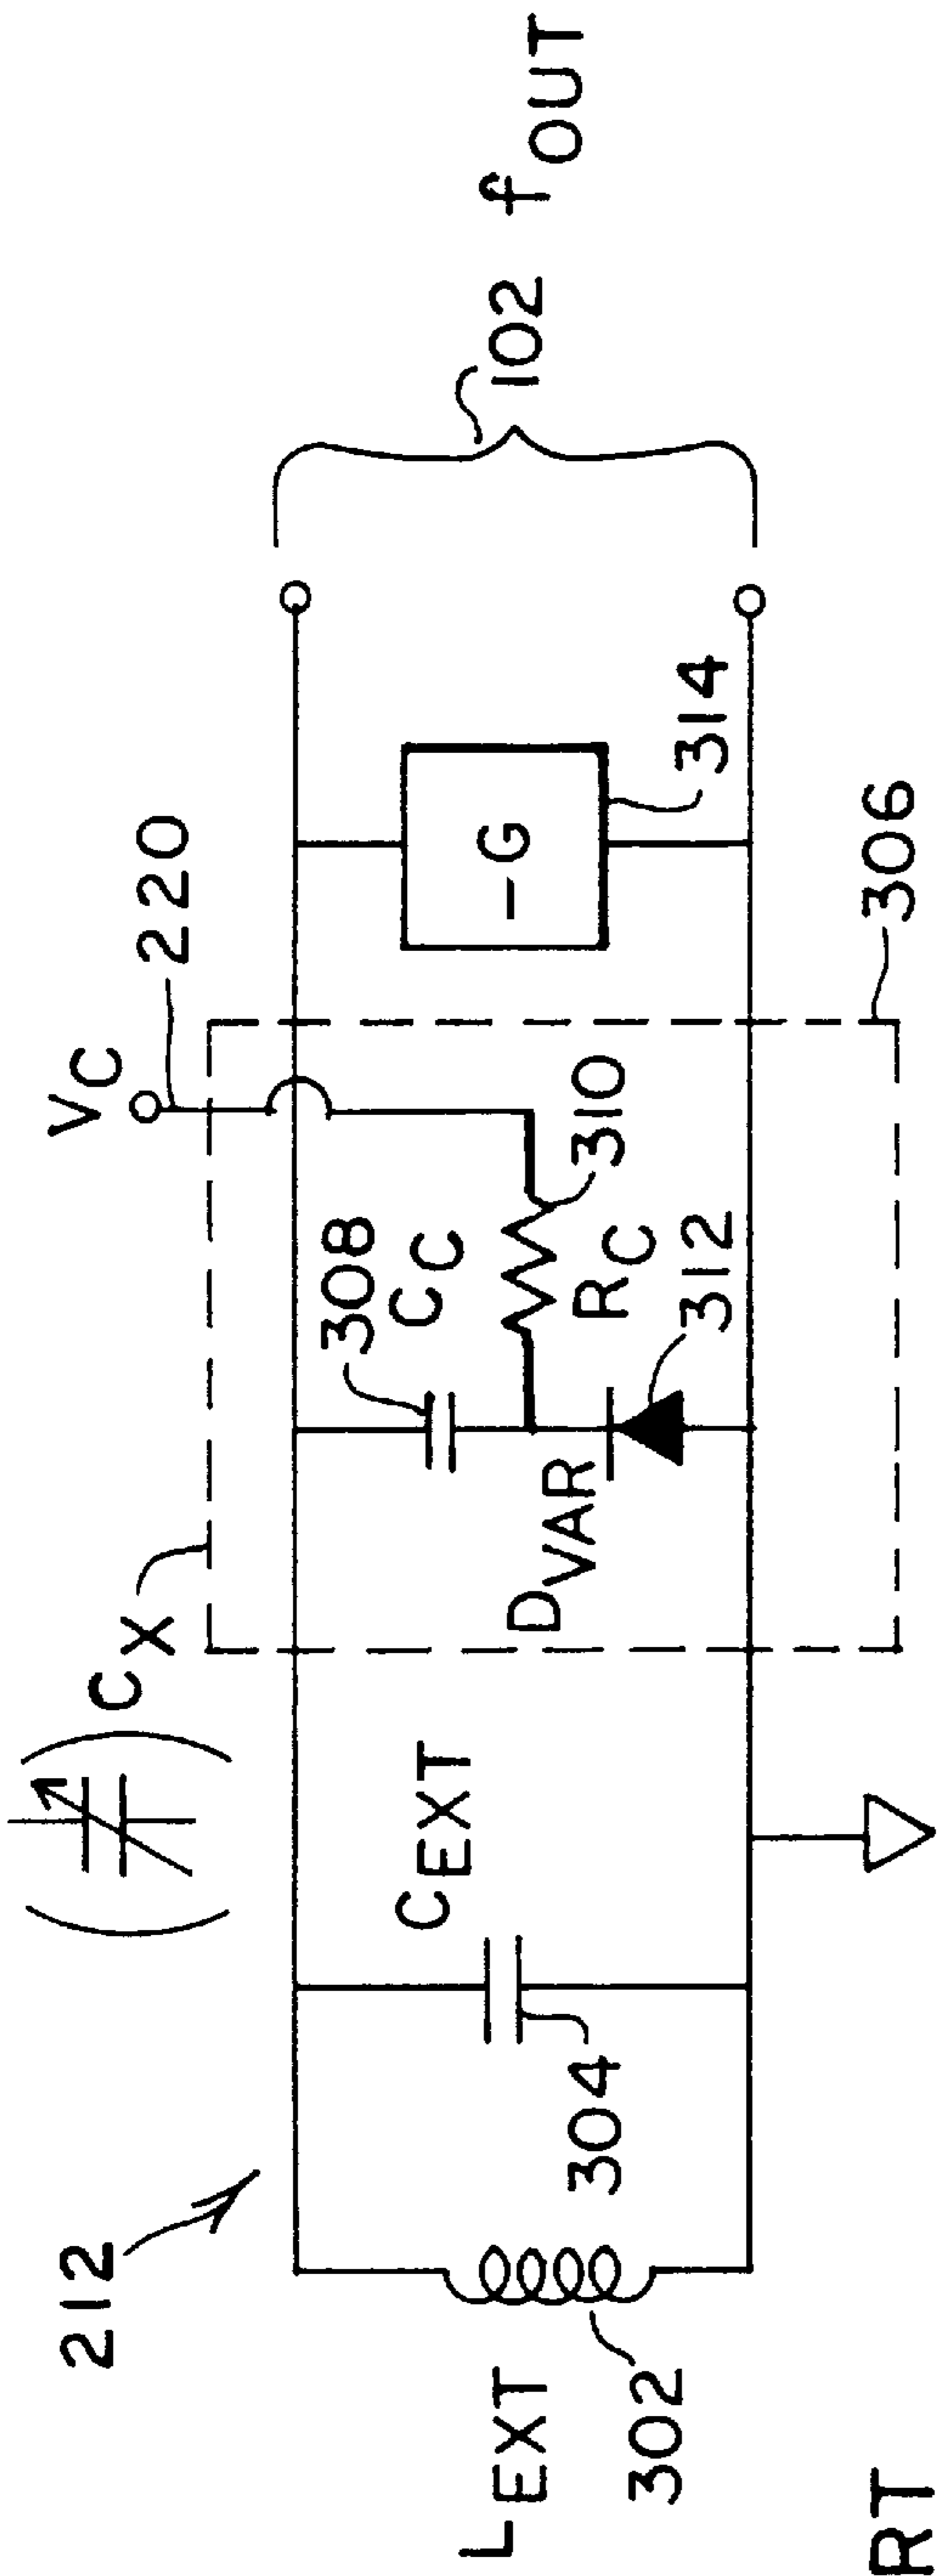 212
L_EXT
302
C_EXT
304
C_X
V_C
220
308
C_C
310
R_C
D_VAR
312
306
-G
314
102
f_OUT
RT